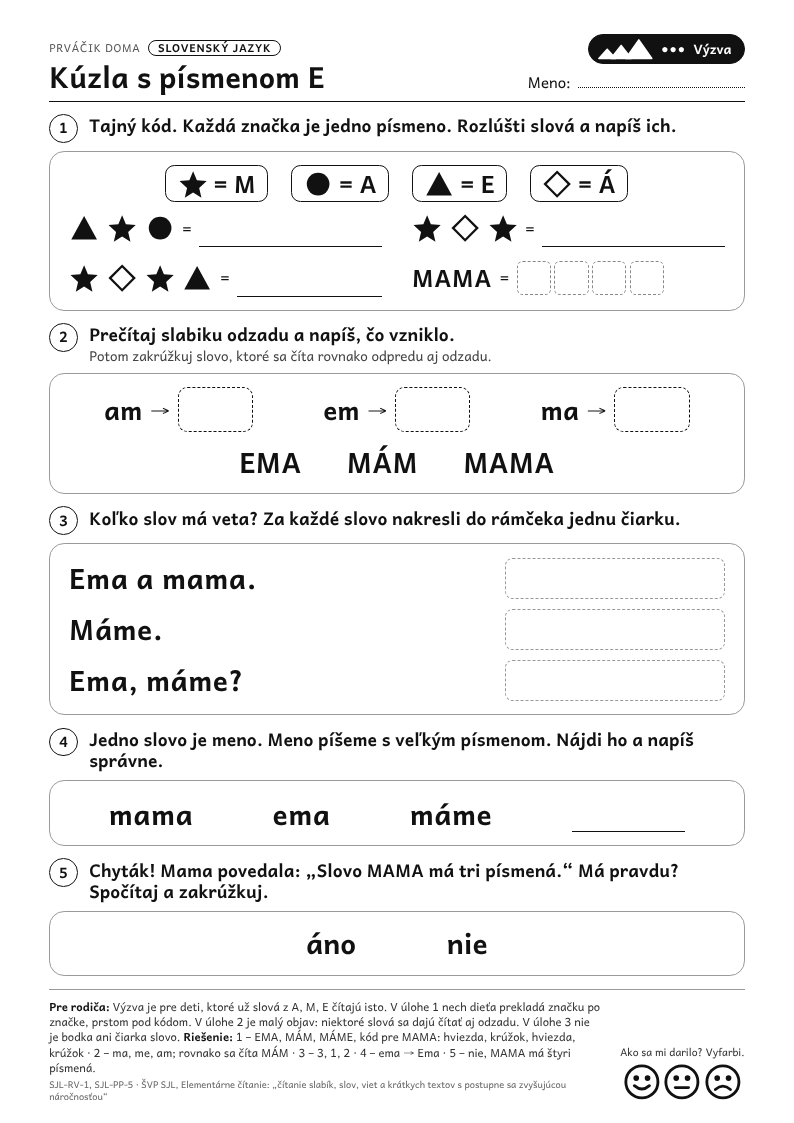 PRVÁČIK DOMA SLOVENSKÝ JAZYK
Výzva
Kúzla s písmenom E
Meno:
1 Tajný kód. Každá značka je jedno písmeno. Rozlúšti slová a napíš ich.
= M = A = E = Á
= =
= MAMA =
2 Prečítaj slabiku odzadu a napíš, čo vzniklo.
Potom zakrúžkuj slovo, ktoré sa číta rovnako odpredu aj odzadu.
am → em → ma →
EMA MÁM MAMA
3 Koľko slov má veta? Za každé slovo nakresli do rámčeka jednu čiarku.
Ema a mama.
Máme.
Ema, máme?
4 Jedno slovo je meno. Meno píšeme s veľkým písmenom. Nájdi ho a napíš
správne.
mama ema máme
5 Chyták! Mama povedala: „Slovo MAMA má tri písmená.“ Má pravdu?
Spočítaj a zakrúžkuj.
áno nie
Pre rodiča: Výzva je pre deti, ktoré už slová z A, M, E čítajú isto. V úlohe 1 nech dieťa prekladá značku po
značke, prstom pod kódom. V úlohe 2 je malý objav: niektoré slová sa dajú čítať aj odzadu. V úlohe 3 nie
je bodka ani čiarka slovo. Riešenie: 1 – EMA, MÁM, MÁME, kód pre MAMA: hviezda, krúžok, hviezda,
krúžok · 2 – ma, me, am; rovnako sa číta MÁM · 3 – 3, 1, 2 · 4 – ema → Ema · 5 – nie, MAMA má štyri
písmená.
SJL-RV-1, SJL-PP-5 · ŠVP SJL, Elementárne čítanie: „čítanie slabík, slov, viet a krátkych textov s postupne sa zvyšujúcou
náročnosťou“
Ako sa mi darilo? Vyfarbi.